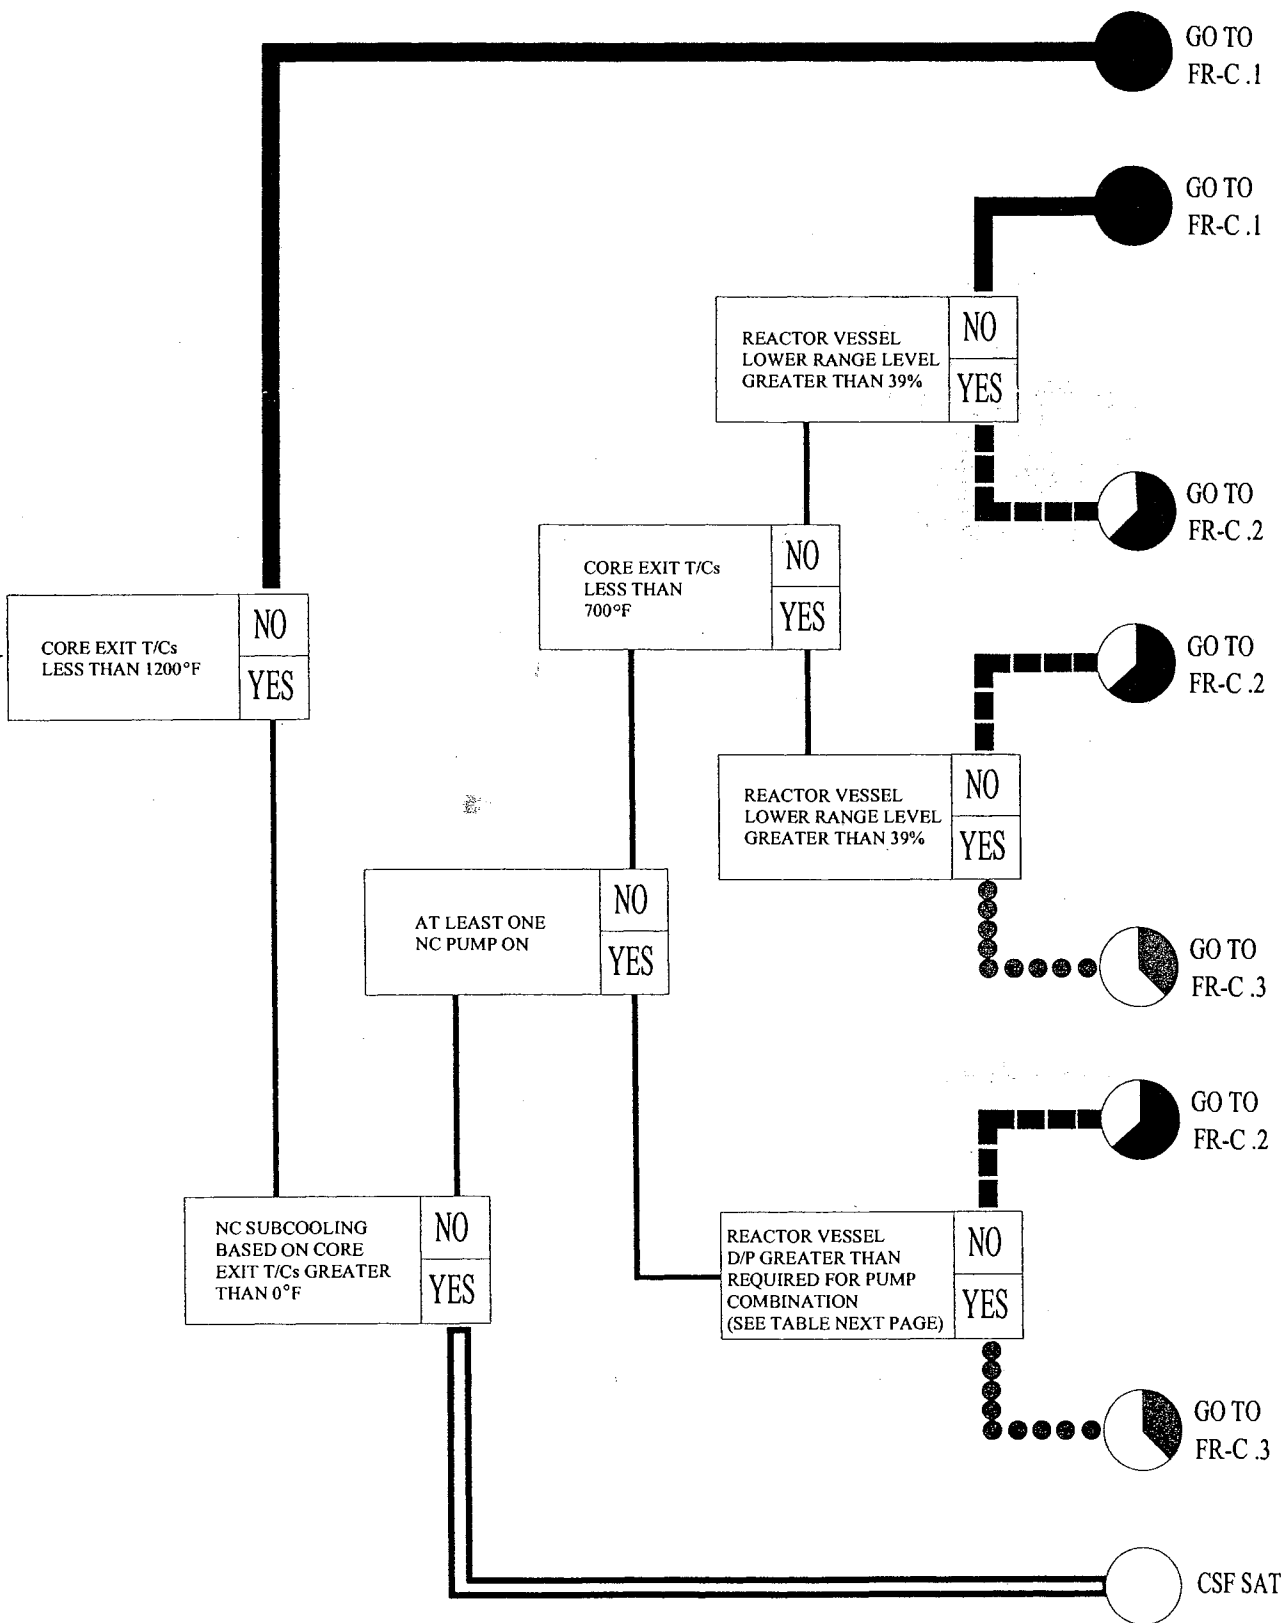 GO TO
FR-C .1
GO TO
FR-C .1
REACTOR VESSEL
LOWER RANGE LEVEL
GREATER THAN 39%
NO
YES
GO TO
FR-C .2
CORE EXIT T/Cs
LESS THAN
700°F
NO
YES
CORE EXIT T/Cs
LESS THAN 1200°F
NO
YES
GO TO
FR-C .2
REACTOR VESSEL
LOWER RANGE LEVEL
GREATER THAN 39%
NO
YES
AT LEAST ONE
NC PUMP ON
NO
YES
GO TO
FR-C .3
GO TO
FR-C .2
NC SUBCOOLING
BASED ON CORE
EXIT T/Cs GREATER
THAN 0°F
NO
YES
REACTOR VESSEL
D/P GREATER THAN
REQUIRED FOR PUMP
COMBINATION
(SEE TABLE NEXT PAGE)
NO
YES
GO TO
FR-C .3
CSF SAT